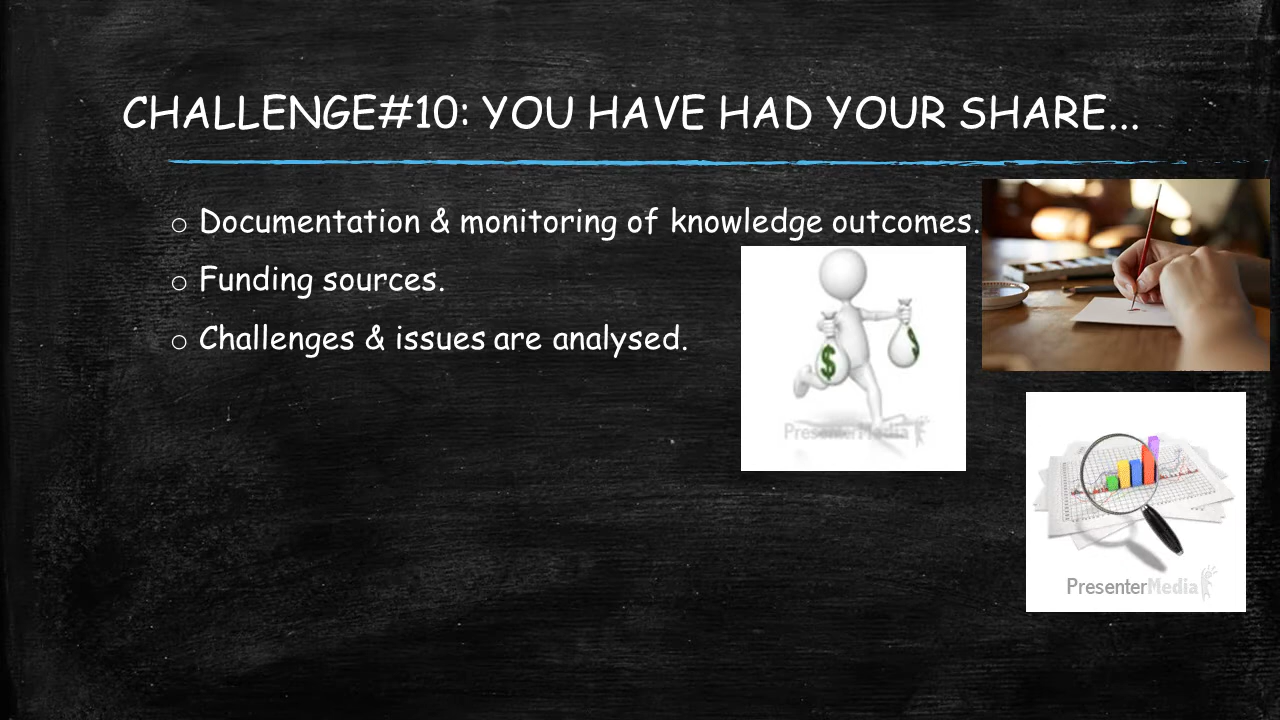 CHALLENGE#10: YOU HAVE HAD YOUR SHARE...
o Documentation & monitoring of knowledge outcomes.
o Funding sources.
o Challenges & issues are analysed.
$
PresenterMedia
PresenterMedia